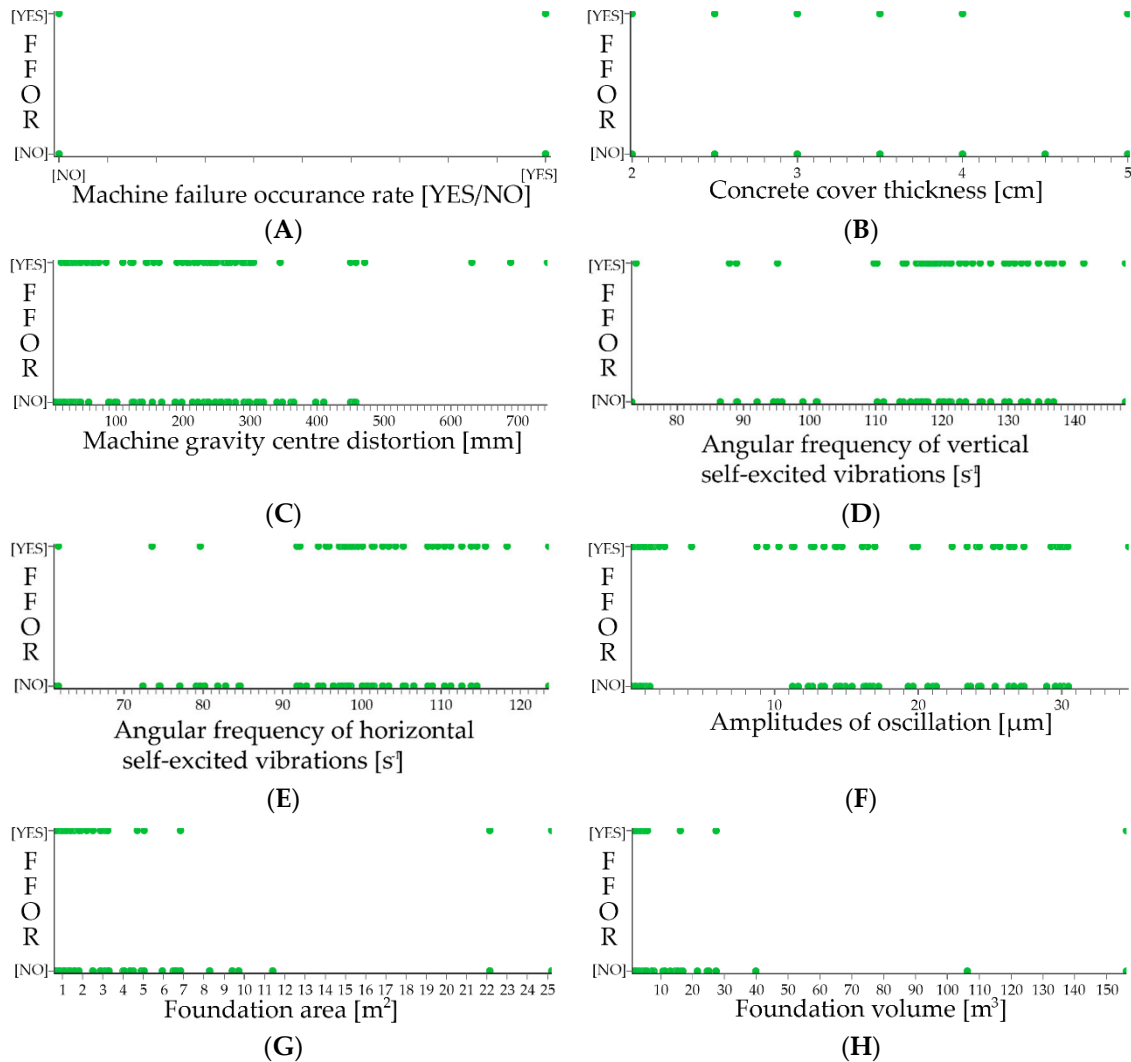 [YES]
F
F
O
R
[NO]
[NO] [YES]
Machine failure occurance rate [YES/NO]
(A)
[YES]
F
F
O
R
[NO]
2 3 4 5
Concrete cover thickness [cm]
(B)
[YES]
F
F
O
R
[NO]
100 200 300 400 500 600 700
Machine gravity centre distortion [mm]
(C)
[YES]
F
F
O
R
[NO]
80 90 100 110 120 130 140
Angular frequency of vertical
self-excited vibrations [s-1]
(D)
[YES]
F
F
O
R
[NO]
70 80 90 100 110 120
Angular frequency of horizontal
self-excited vibrations [s-1]
(E)
[YES]
F
F
O
R
[NO]
10 20 30
Amplitudes of oscillation [µm]
(F)
[YES]
F
F
O
R
[NO]
1 2 3 4 5 6 7 8 9 10 11 12 13 14 15 16 17 18 19 20 21 22 23 24 25
Foundation area [m²]
(G)
[YES]
F
F
O
R
[NO]
10 20 30 40 50 60 70 80 90 100 110 120 130 140 150
Foundation volume [m³]
(H)